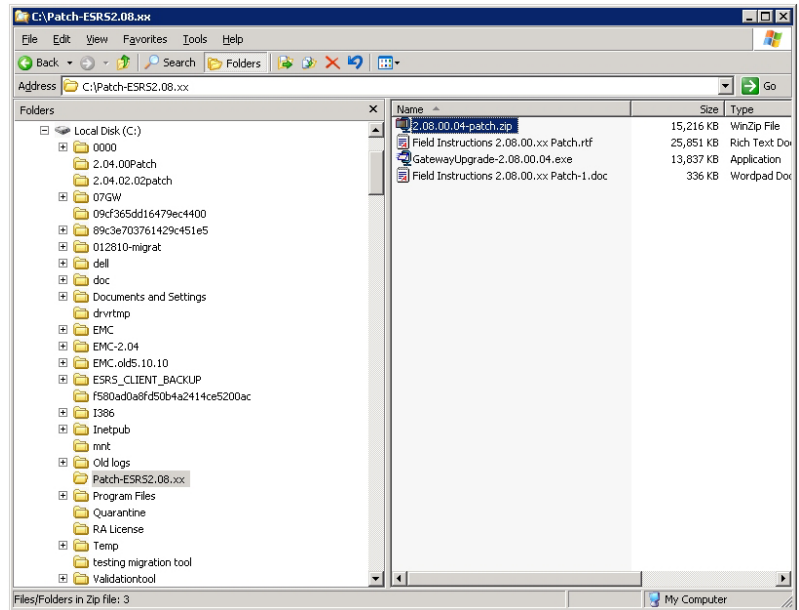 C:\Patch-ESRS2.08.xx
File Edit View Favorites Tools Help
Back Search Folders
Address C:\Patch-ESRS2.08.xx Go
Folders
Local Disk (C:)
0000
2.04.00Patch
2.04.02.02patch
07GW
09cf365dd16479ec4400
89c3e703761429c451e5
012810-migrat
dell
doc
Documents and Settings
drvrtmp
EMC
EMC-2.04
EMC.old5.10.10
ESRS_CLIENT_BACKUP
f580ad0a8fd50b4a2414ce5200ac
I386
Inetpub
mnt
Old logs
Patch-ESRS2.08.xx
Program Files
Quarantine
RA License
Temp
testing migration tool
Validationtool
Name Size Type
2.08.00.04-patch.zip 15,216 KB WinZip File
Field Instructions 2.08.00.xx Patch.rtf 25,851 KB Rich Text Do
GatewayUpgrade-2.08.00.04.exe 13,837 KB Application
Field Instructions 2.08.00.xx Patch-1.doc 336 KB Wordpad Doc
Files/Folders in Zip file: 3 My Computer